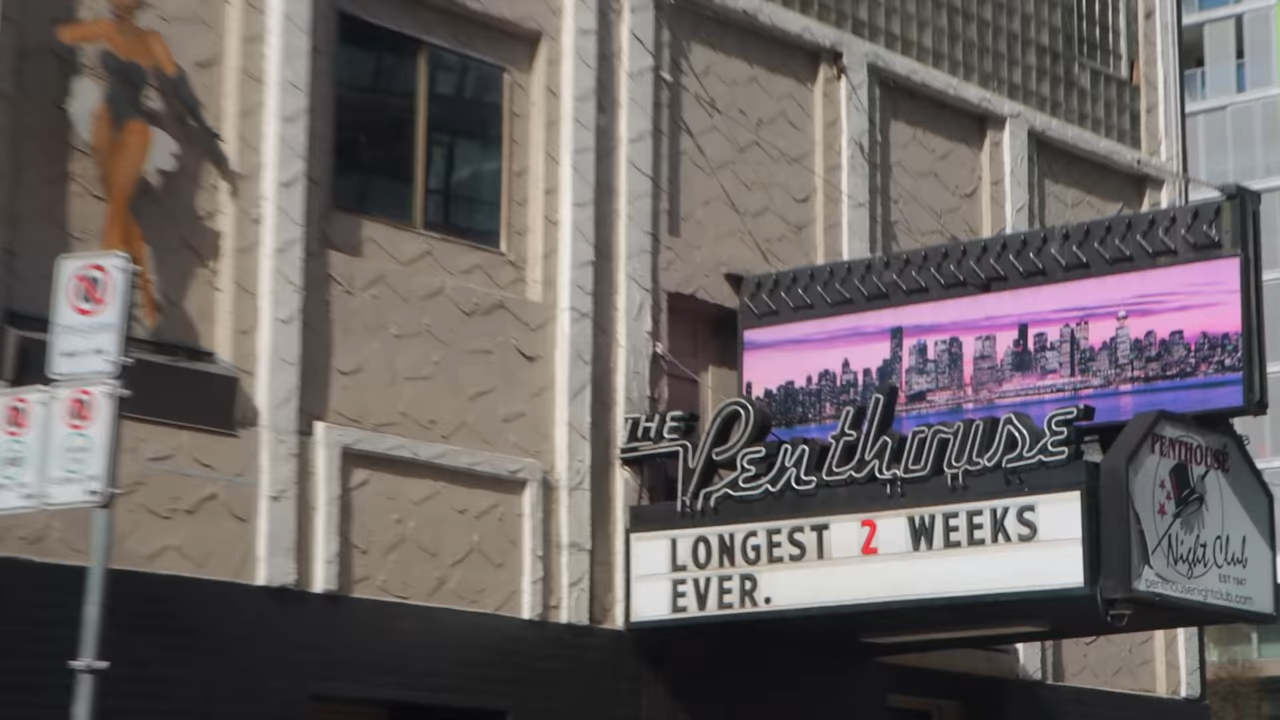 THE Penthouse
LONGEST 2 WEEKS
EVER.
PENTHOUSE
Night Club
EST 1947
penthousenightclub.com